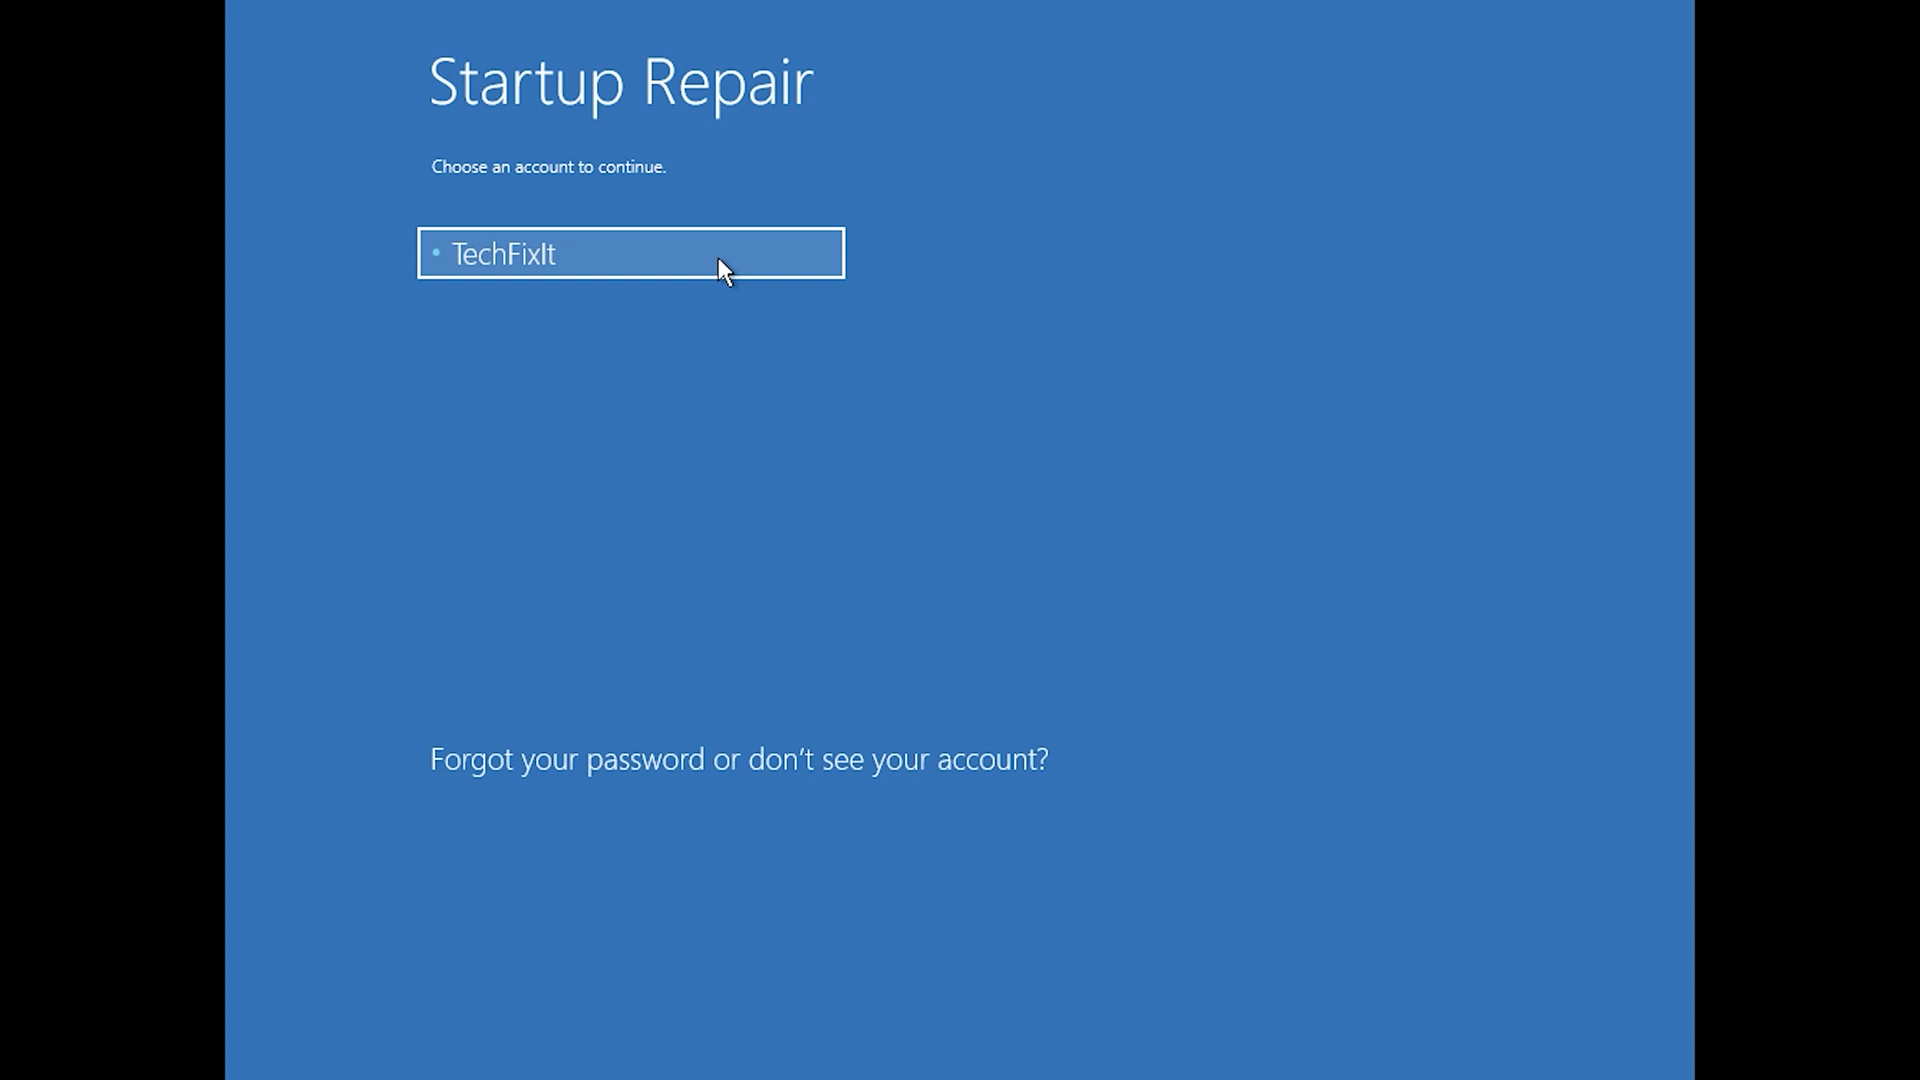 Startup Repair
Choose an account to continue.
TechFixIt
Forgot your password or don't see your account?